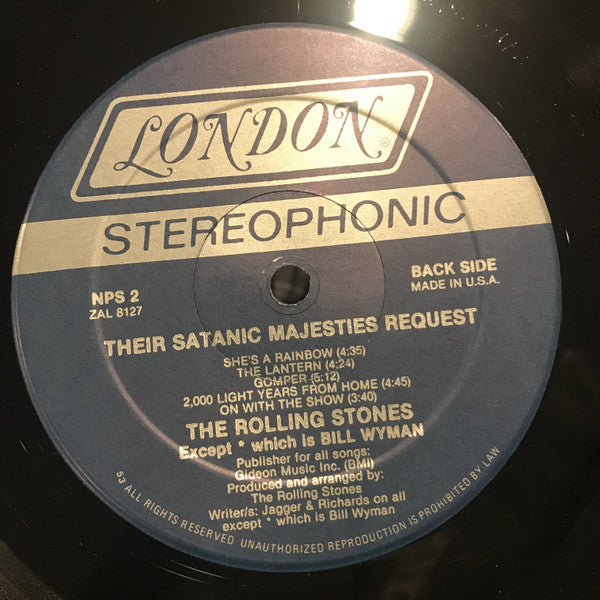 LONDON®
STEREOPHONIC
NPS 2
ZAL 8127
BACK SIDE
MADE IN U.S.A.
THEIR SATANIC MAJESTIES REQUEST
SHE'S A RAINBOW (4:35)
THE LANTERN (4:24)
GOMPER (5:12)
2,000 LIGHT YEARS FROM HOME (4:45)
ON WITH THE SHOW (3:40)
THE ROLLING STONES
Except * which is BILL WYMAN
Publisher for all songs:
Gideon Music Inc. (BMI)
Produced and arranged by:
The Rolling Stones
Writer/s: Jagger & Richards on all
except * which is Bill Wyman
53 ALL RIGHTS RESERVED UNAUTHORIZED REPRODUCTION IS PROHIBITED BY LAW